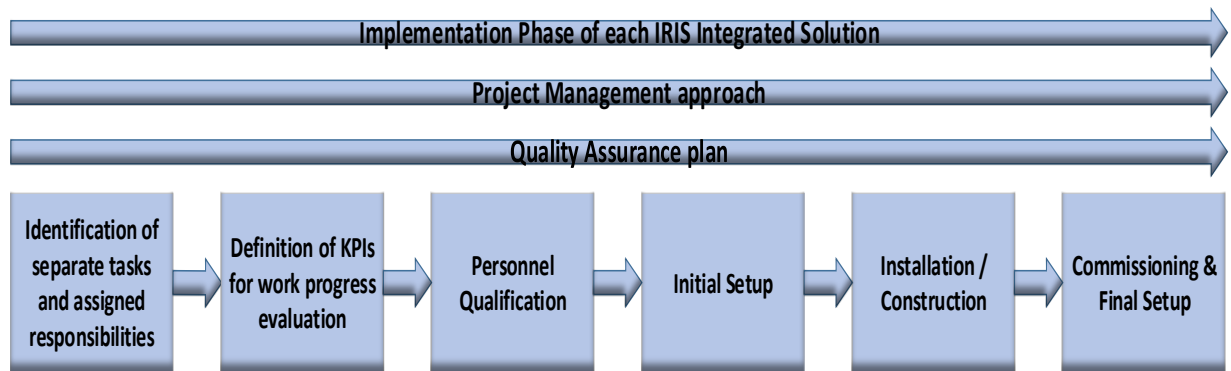 Implementation Phase of each IRIS Integrated Solution
Project Management approach
Quality Assurance plan
Identification of
separate tasks
and assigned
responsibilities
Definition of KPIs
for work progress
evaluation
Personnel
Qualification
Initial Setup
Installation /
Construction
Commissioning &
Final Setup